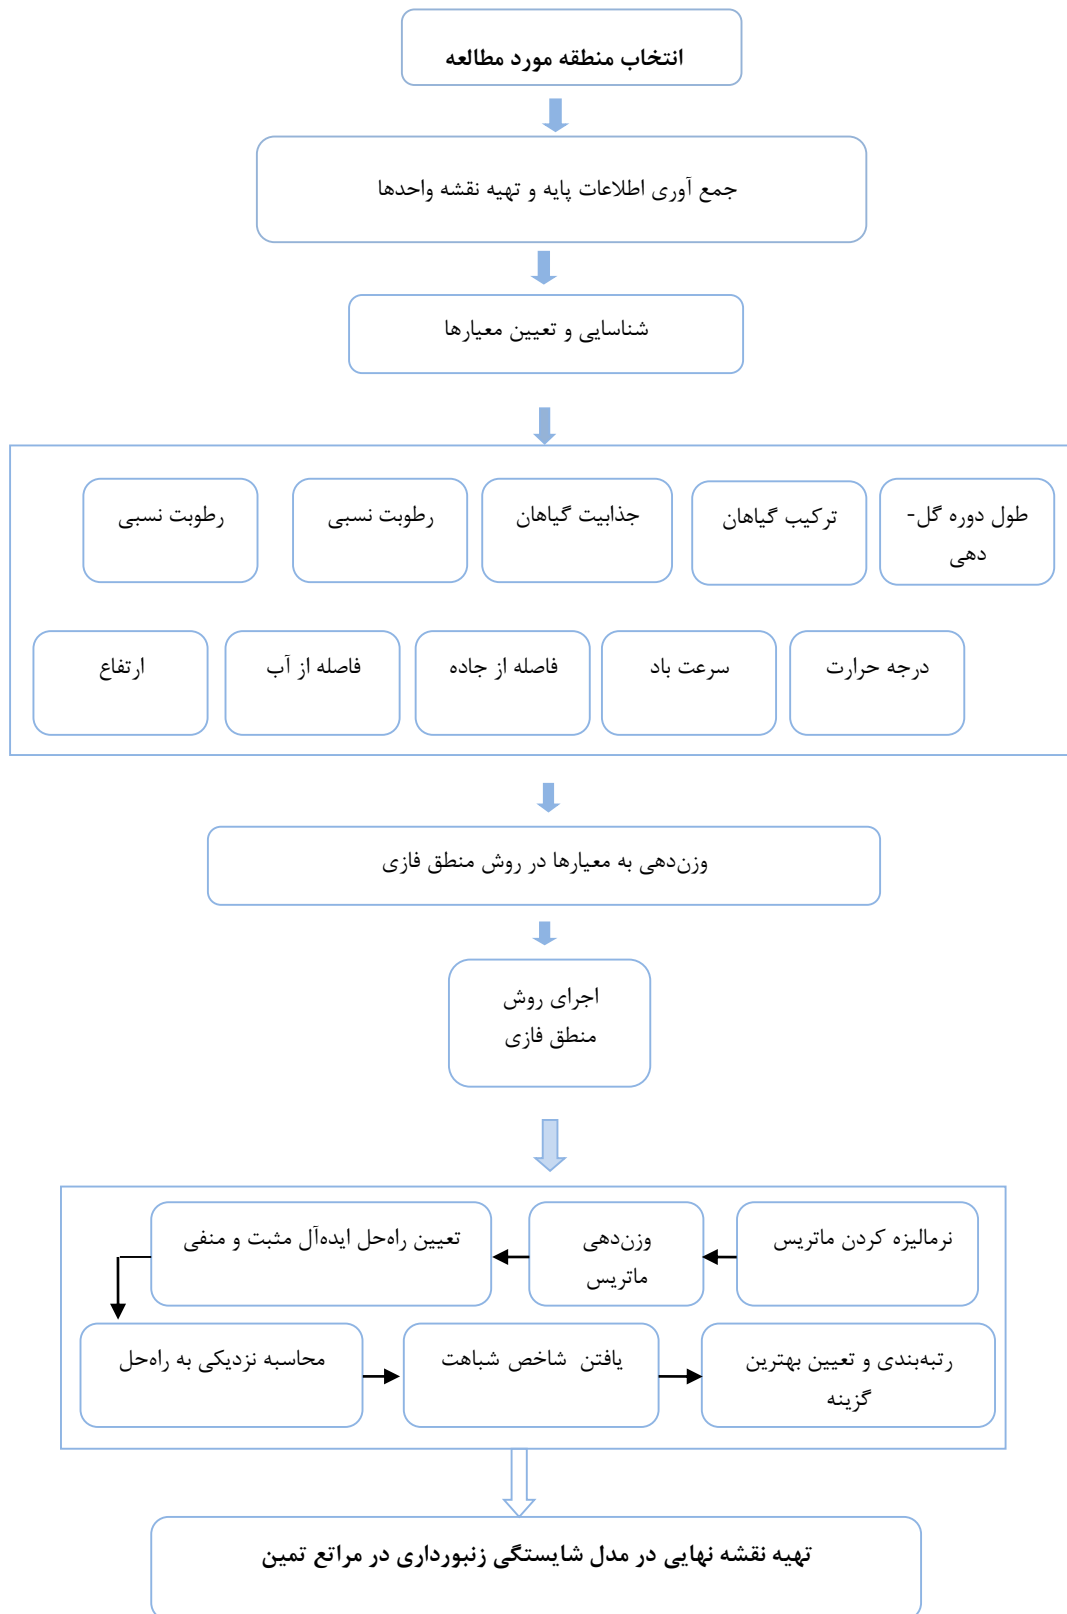 انتخاب منطقه مورد مطالعه
جمع آوری اطلاعات پایه و تهیه نقشه واحدها
شناسایی و تعیین معیارها
طول دوره گل-
دهی
ترکیب گیاهان
جذابیت گیاهان
رطوبت نسبی
رطوبت نسبی
درجه حرارت
سرعت باد
فاصله از جاده
فاصله از آب
ارتفاع
وزن‌دهی به معیارها در روش منطق فازی
اجرای روش
منطق فازی
نرمالیزه کردن ماتریس
وزن‌دهی
ماتریس
تعیین راه‌حل ایده‌آل مثبت و منفی
محاسبه نزدیکی به راه‌حل
یافتن شاخص شباهت
رتبه‌بندی و تعیین بهترین
گزینه
تهیه نقشه نهایی در مدل شایستگی زنبورداری در مراتع تمین